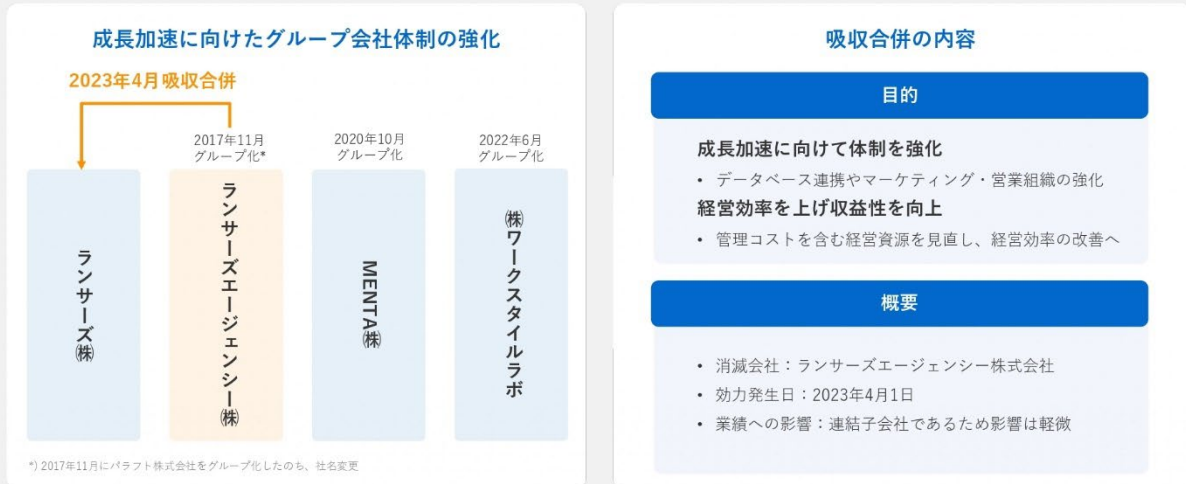 成長加速に向けたグループ会社体制の強化
2023年4月吸収合併
2017年11月
グループ化*
2020年10月
グループ化
2022年6月
グループ化
ランサーズ㈱
ランサーズエージェンシー㈱
MENTA㈱
㈱ワークスタイルラボ
*) 2017年11月にパラフト株式会社をグループ化したのち、社名変更
吸収合併の内容
目的
成長加速に向けて体制を強化
• データベース連携やマーケティング・営業組織の強化
経営効率を上げ収益性を向上
• 管理コストを含む経営資源を見直し、経営効率の改善へ
概要
• 消滅会社：ランサーズエージェンシー株式会社
• 効力発生日：2023年4月1日
• 業績への影響：連結子会社であるため影響は軽微